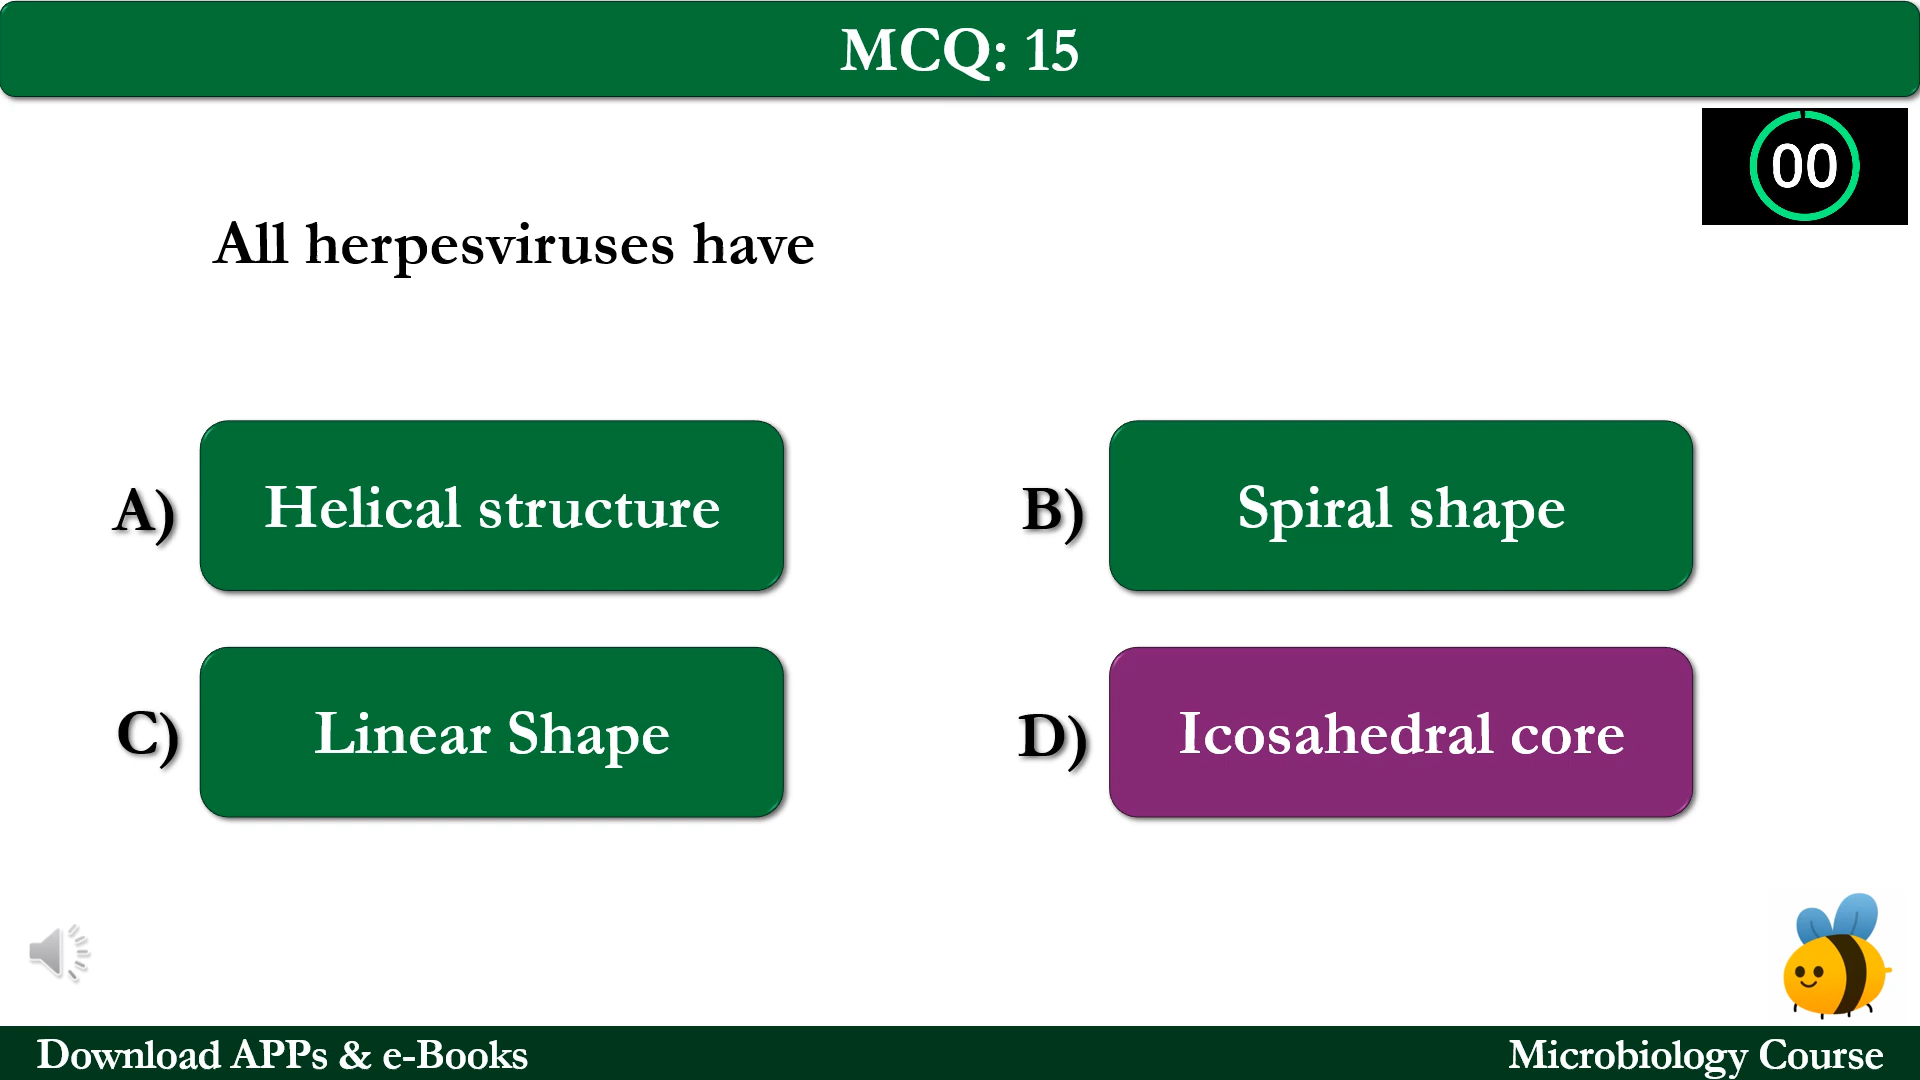 MCQ: 15
00
All herpesviruses have
A) Helical structure
B) Spiral shape
C) Linear Shape
D) Icosahedral core
Download APPs & e-Books
Microbiology Course